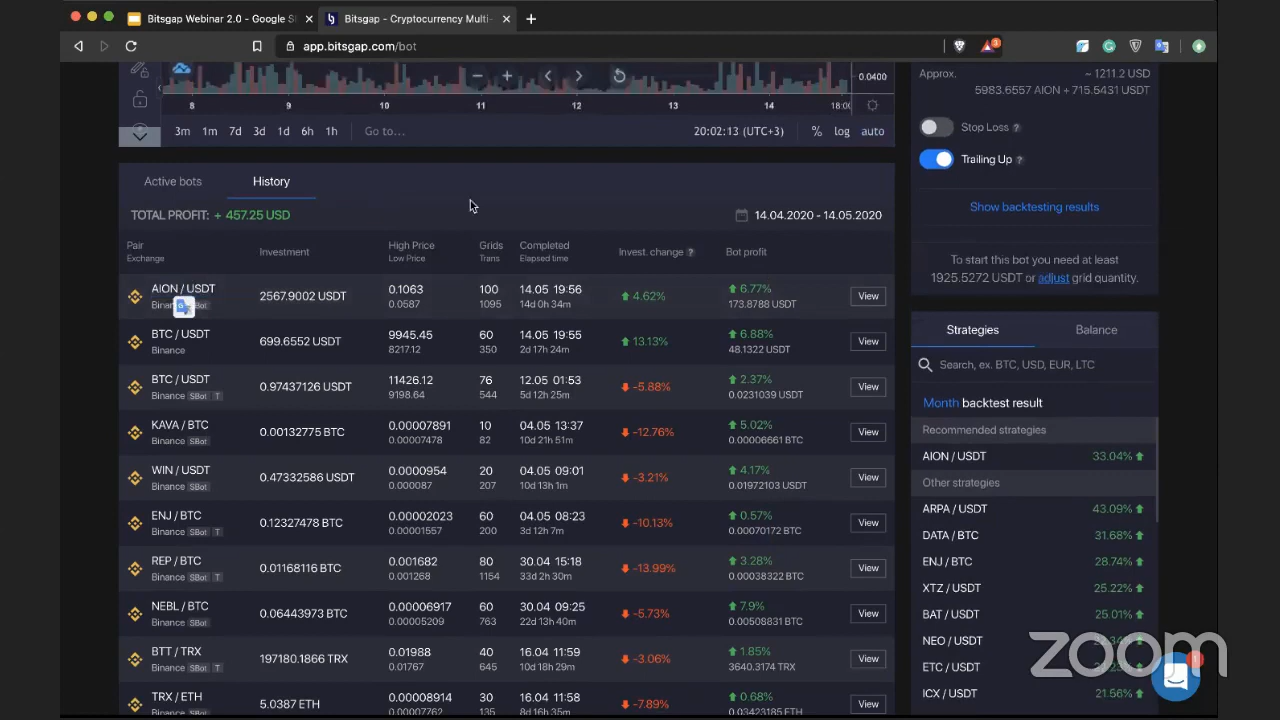 Bitsgap Webinar 2.0 - Google S
Bitsgap - Cryptocurrency Multi-
app.bitsgap.com/bot
3
0.0400
8 9 10 11 12 13 14 18:00
3m 1m 7d 3d 1d 6h 1h Go to... 20:02:13 (UTC+3) % log auto
Active bots History
TOTAL PROFIT: + 457.25 USD 14.04.2020 - 14.05.2020
Pair Investment High Price Grids Completed Invest. change ? Bot profit
Exchange Low Price Trans Elapsed time
AION / USDT 2567.9002 USDT 0.1063 100 14.05 19:56 4.62% 6.77% View
Binan Bot 0.0587 1095 14d 0h 34m 173.8788 USDT
BTC / USDT 699.6552 USDT 9945.45 60 14.05 19:55 13.13% 6.88% View
Binance 8217.12 350 2d 17h 24m 48.1322 USDT
BTC / USDT 0.97437126 USDT 11426.12 76 12.05 01:53 -5.88% 2.37% View
Binance SBot T 9198.64 544 5d 12h 25m 0.0231039 USDT
KAVA / BTC 0.00132775 BTC 0.00007891 10 04.05 13:37 -12.76% 5.02% View
Binance SBot 0.00007478 82 10d 21h 51m 0.00006661 BTC
WIN / USDT 0.47332586 USDT 0.0000954 20 04.05 09:01 -3.21% 4.17% View
Binance SBot 0.000087 207 10d 13h 1m 0.01972103 USDT
ENJ / BTC 0.12327478 BTC 0.00002023 60 04.05 08:23 -10.13% 0.57% View
Binance SBot T 0.00001557 200 3d 12h 7m 0.00070172 BTC
REP / BTC 0.01168116 BTC 0.001682 80 30.04 15:18 -13.99% 3.28% View
Binance SBot T 0.001268 1154 33d 2h 30m 0.00038322 BTC
NEBL / BTC 0.06443973 BTC 0.00006917 60 30.04 09:25 -5.73% 7.9% View
Binance SBot 0.00005209 763 22d 13h 40m 0.00508831 BTC
BTT / TRX 197180.1866 TRX 0.01988 40 16.04 11:59 -3.06% 1.85% View
Binance SBot T 0.01767 645 10d 18h 29m 3640.3174 TRX
TRX / ETH 5.0387 ETH 0.00008914 30 16.04 11:58 -7.89% 0.68% View
Binance SBot 0.00007762 135 8d 16h 35m 0.03423185 ETH
Approx. ~ 1211.2 USD
5983.6557 AION + 715.5431 USDT
Stop Loss ?
Trailing Up ?
Show backtesting results
To start this bot you need at least
1925.5272 USDT or adjust grid quantity.
Strategies Balance
Search, ex. BTC, USD, EUR, LTC
Month backtest result
Recommended strategies
AION / USDT 33.04%
Other strategies
ARPA / USDT 43.09%
DATA / BTC 31.68%
ENJ / BTC 28.74%
XTZ / USDT 25.22%
BAT / USDT 25.01%
NEO / USDT
ETC / USDT
ICX / USDT 21.56%
zoom
1